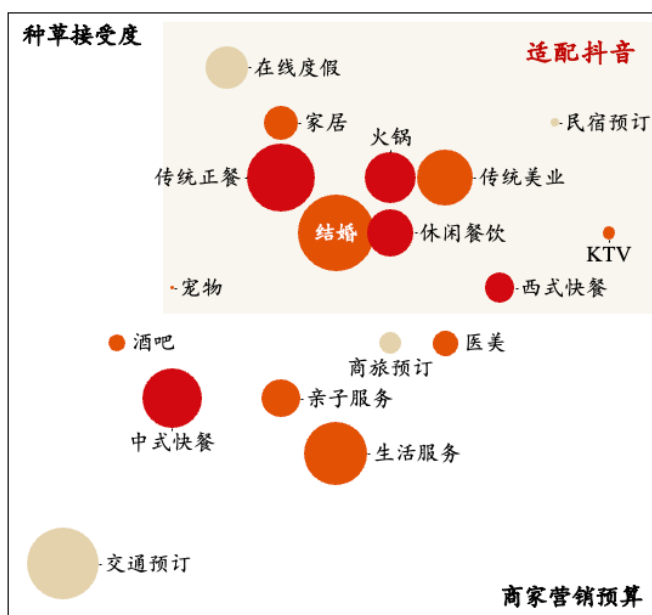 种草接受度
适配抖音
在线度假
家居
民宿预订
火锅
传统正餐
传统美业
结婚
休闲餐饮
KTV
宠物
西式快餐
酒吧
医美
商旅预订
亲子服务
中式快餐
生活服务
交通预订
商家营销预算